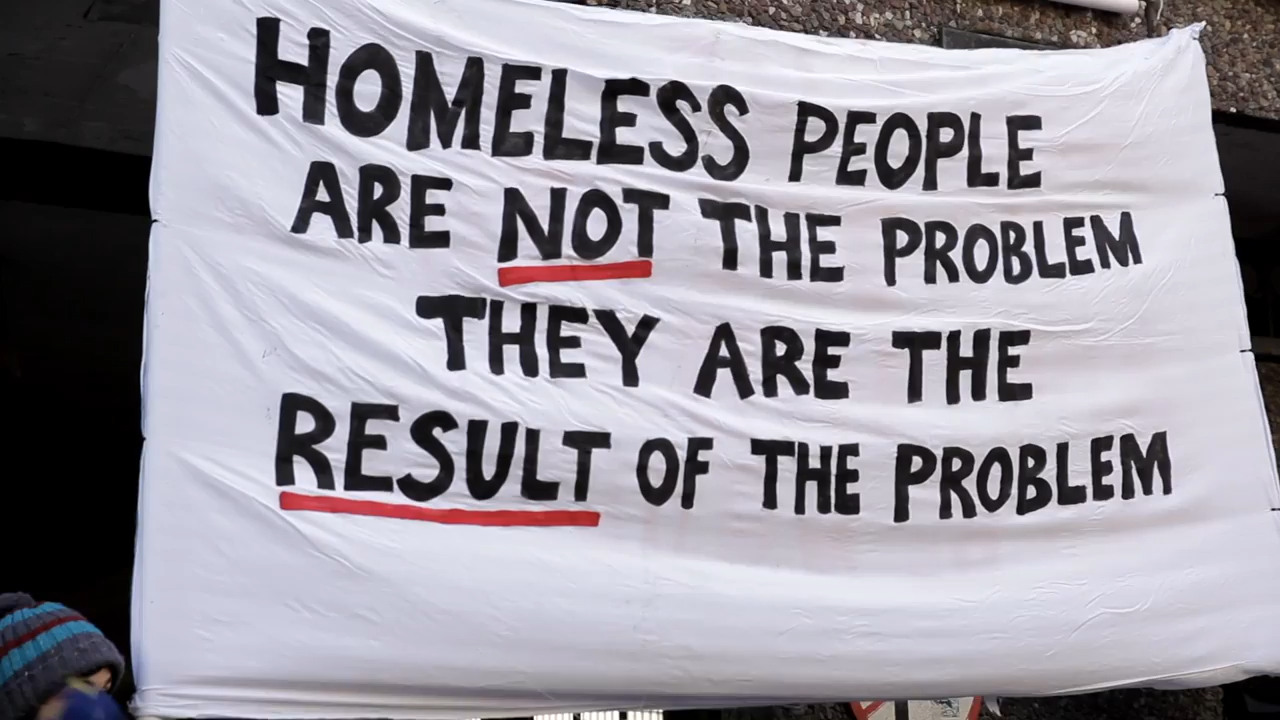 HOMELESS PEOPLE
ARE NOT THE PROBLEM
THEY ARE THE
RESULT OF THE PROBLEM